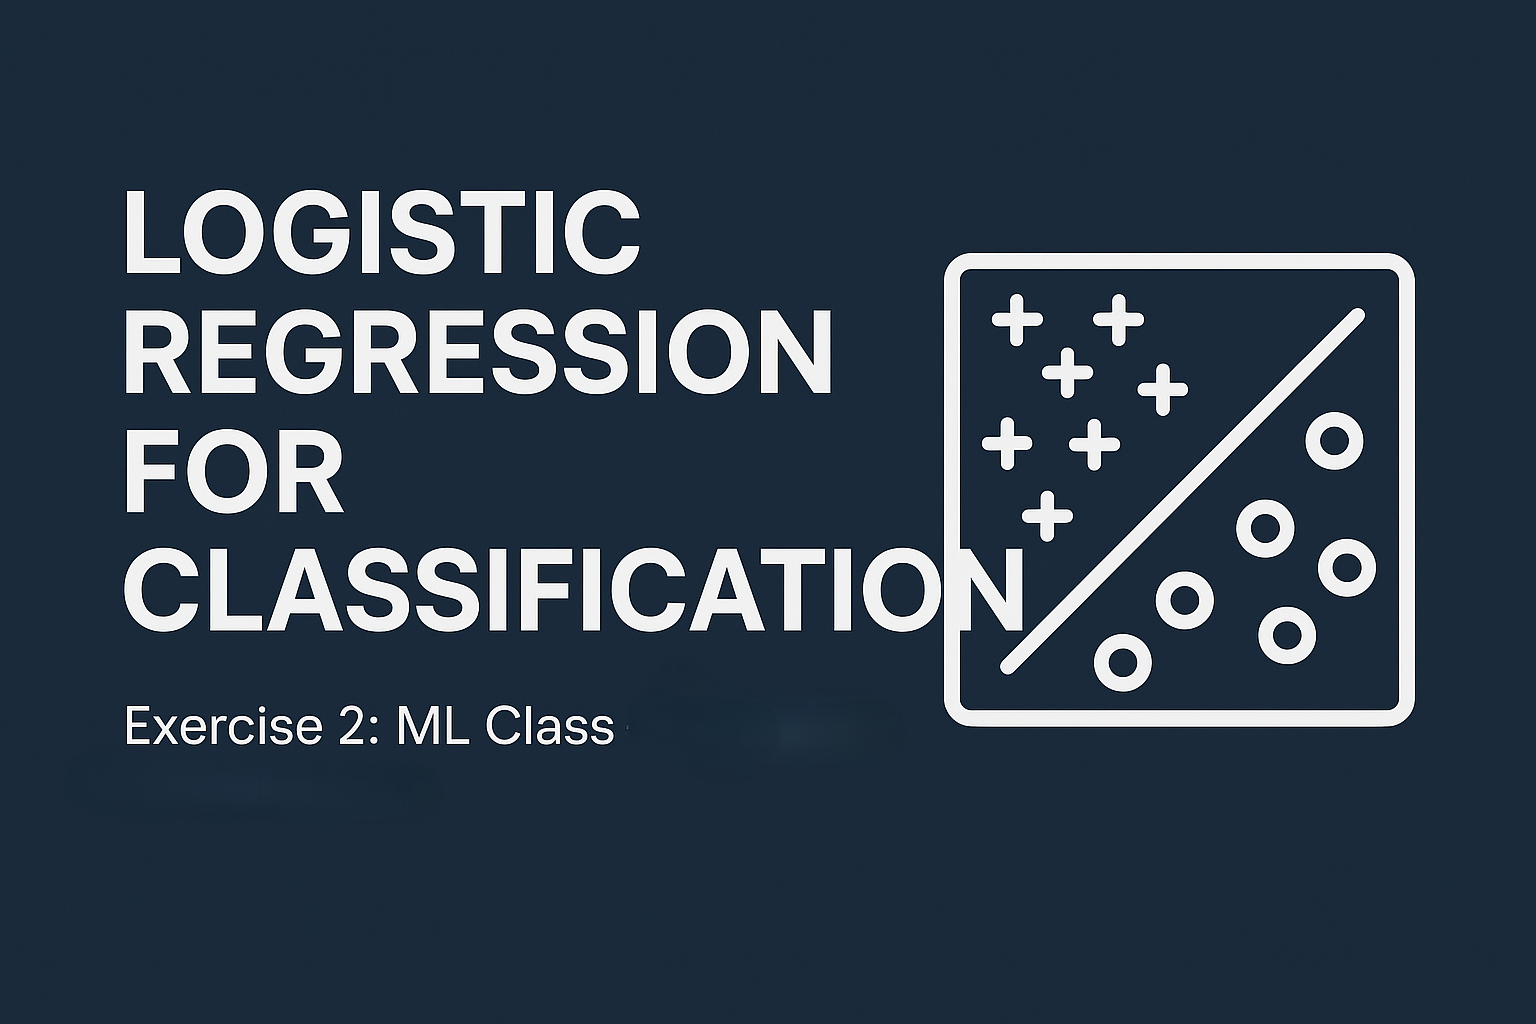 LOGISTIC
REGRESSION
FOR
CLASSIFICATION
Exercise 2: ML Class